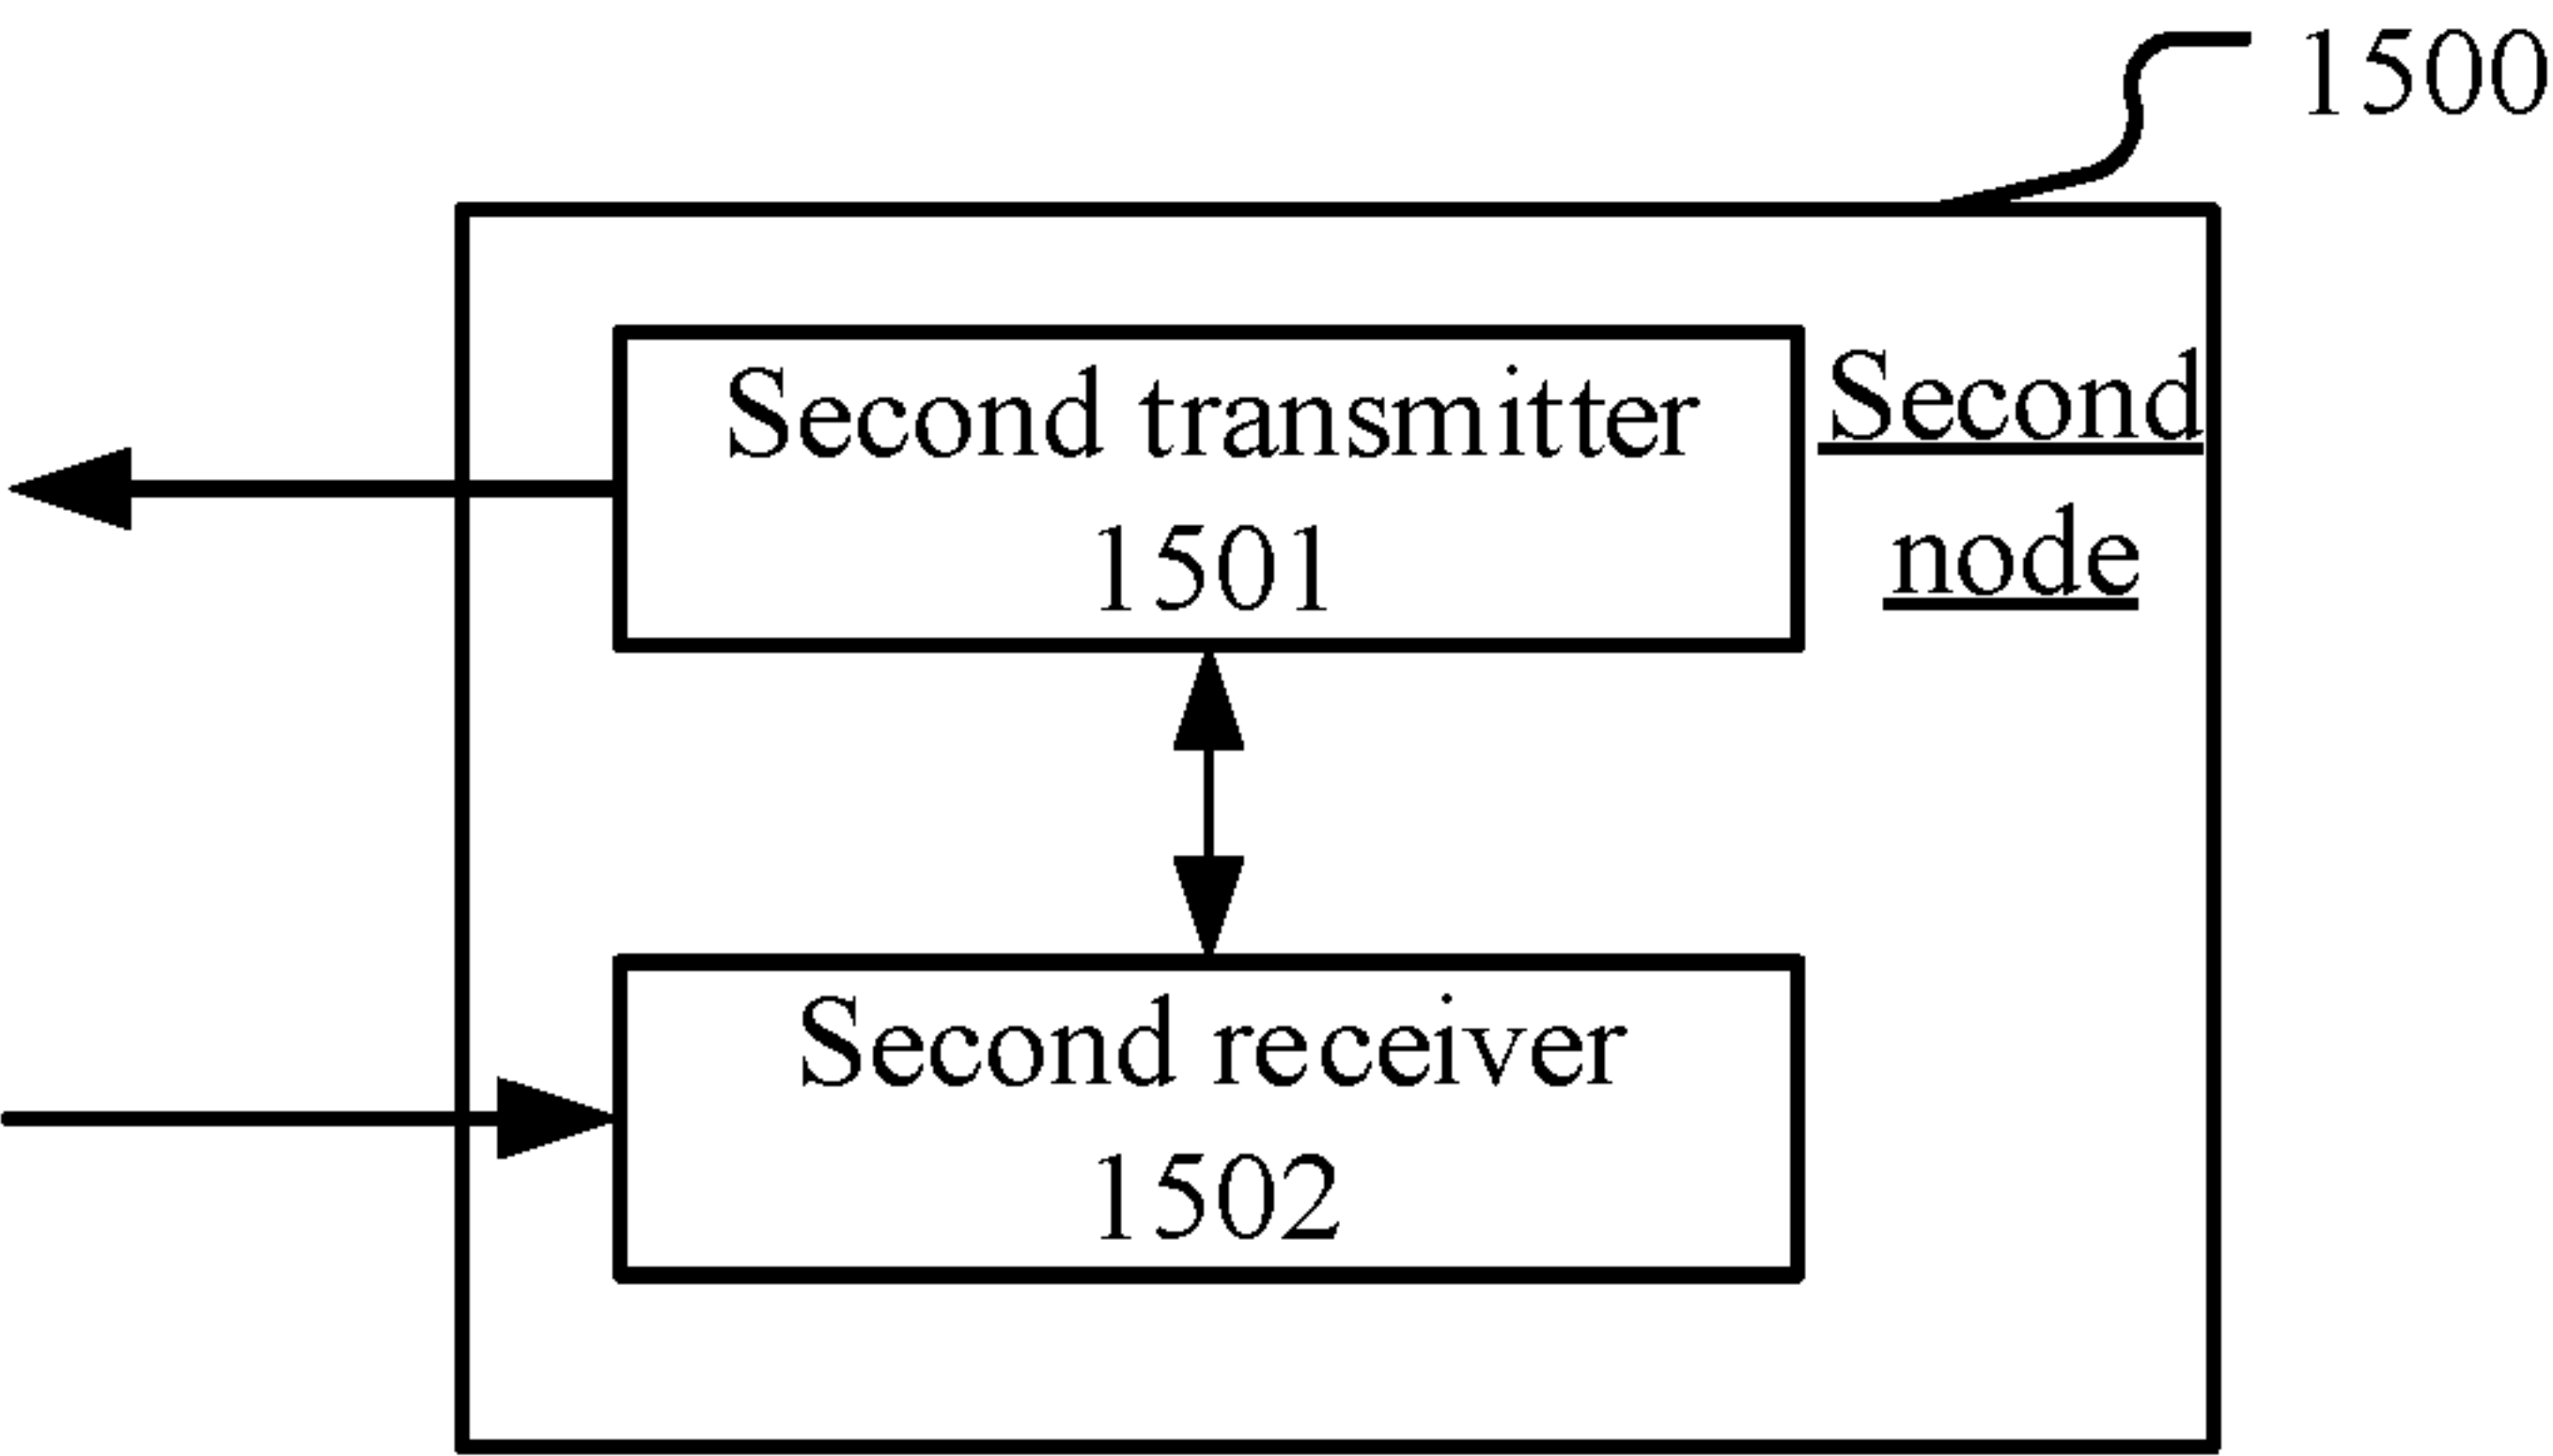 1500
Second transmitter
1501
Second
node
Second receiver
1502